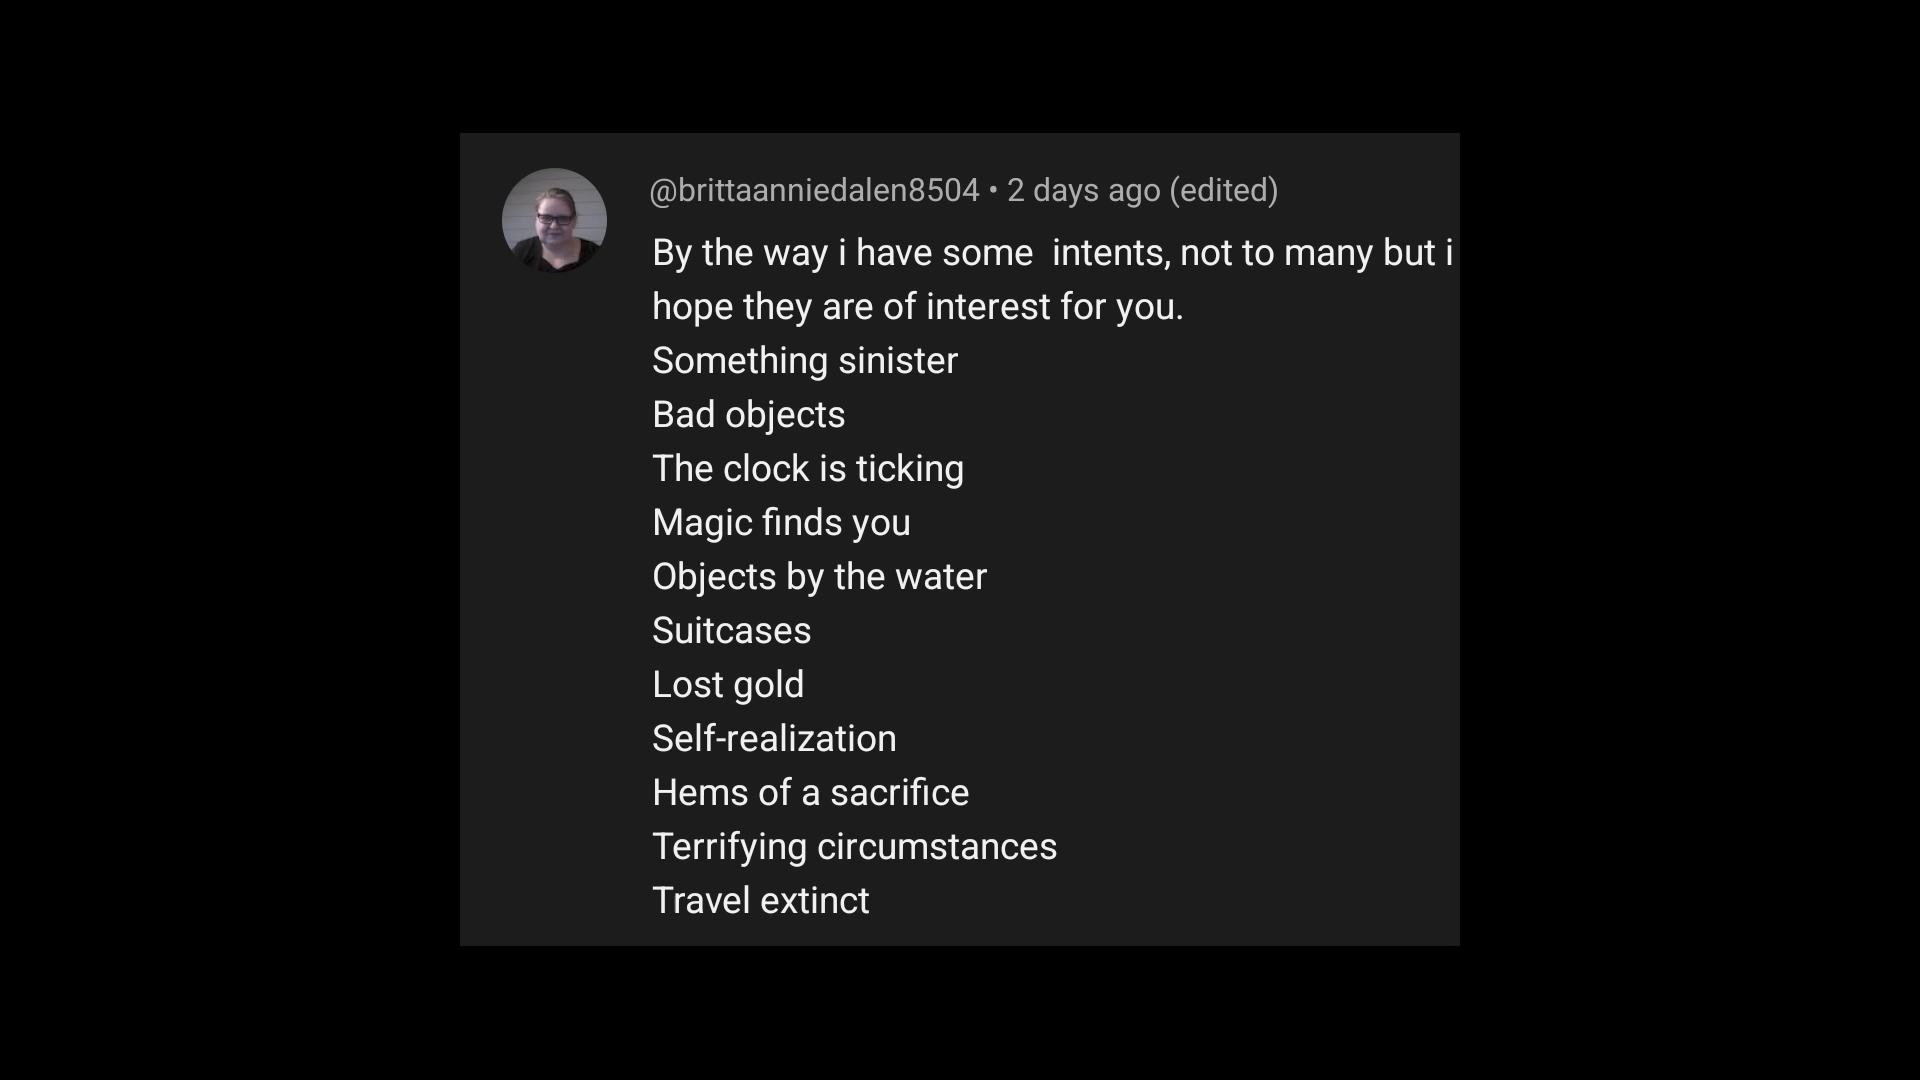 @brittaanniedalen8504 • 2 days ago (edited)
By the way i have some  intents, not to many but i
hope they are of interest for you.
Something sinister
Bad objects
The clock is ticking
Magic finds you
Objects by the water
Suitcases
Lost gold
Self-realization
Hems of a sacrifice
Terrifying circumstances
Travel extinct